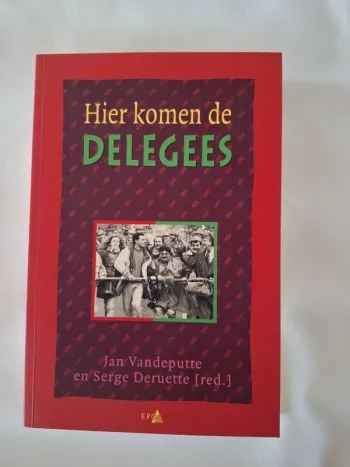 Hier komen de
DELEGEES
Jan Vandeputte
en Serge Deruette [red.]
EPO